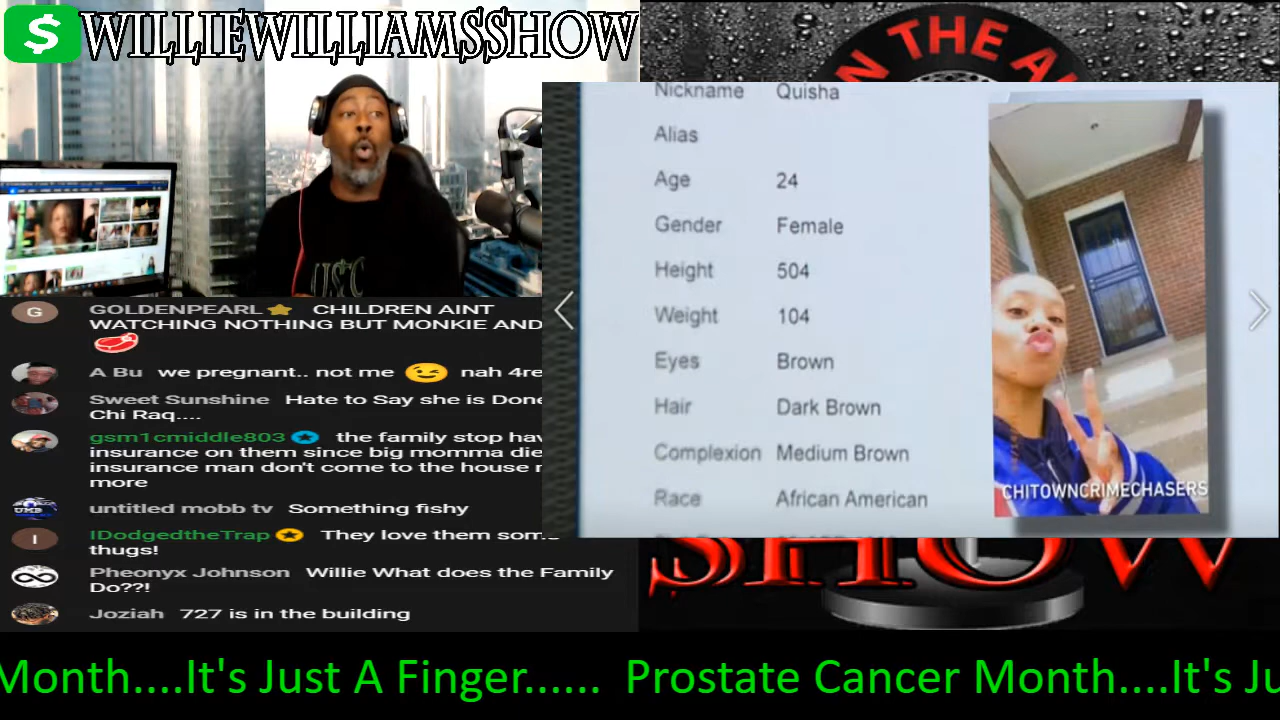 $ WILLIEWILLIAMSSHOW
ON THE AI
Nickname Quisha
Alias
Age 24
Gender Female
Height 504
Weight 104
Eyes Brown
Hair Dark Brown
Complexion Medium Brown
Race African American
CHITOWNCRIMECHASERS
G GOLDENPEARL CHILDREN AINT
WATCHING NOTHING BUT MONKIE AND
A Bu we pregnant.. not me 😉 nah 4re
Sweet Sunshine Hate to Say she is Done
Chi Raq....
gsm1cmiddle803 the family stop hav
insurance on them since big momma die
insurance man don't come to the house
more
UMB untitled mobb tv Something fishy
I IDodgedtheTrap They love them som
thugs!
Pheonyx Johnson Willie What does the Family
Do??!
Joziah 727 is in the building
SHOW
Month....It's Just A Finger...... Prostate Cancer Month....It's Ju